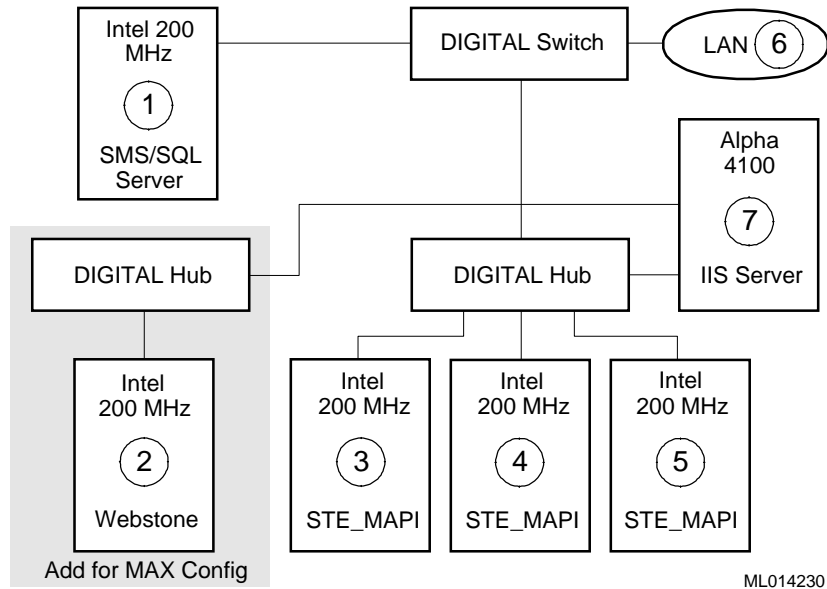 Intel 200
MHz
1
SMS/SQL
Server
DIGITAL Switch
LAN 6
Alpha
4100
7
IIS Server
DIGITAL Hub
DIGITAL Hub
Intel
200 MHz
2
Webstone
Intel
200 MHz
3
STE_MAPI
Intel
200 MHz
4
STE_MAPI
Intel
200 MHz
5
STE_MAPI
Add for MAX Config
ML014230